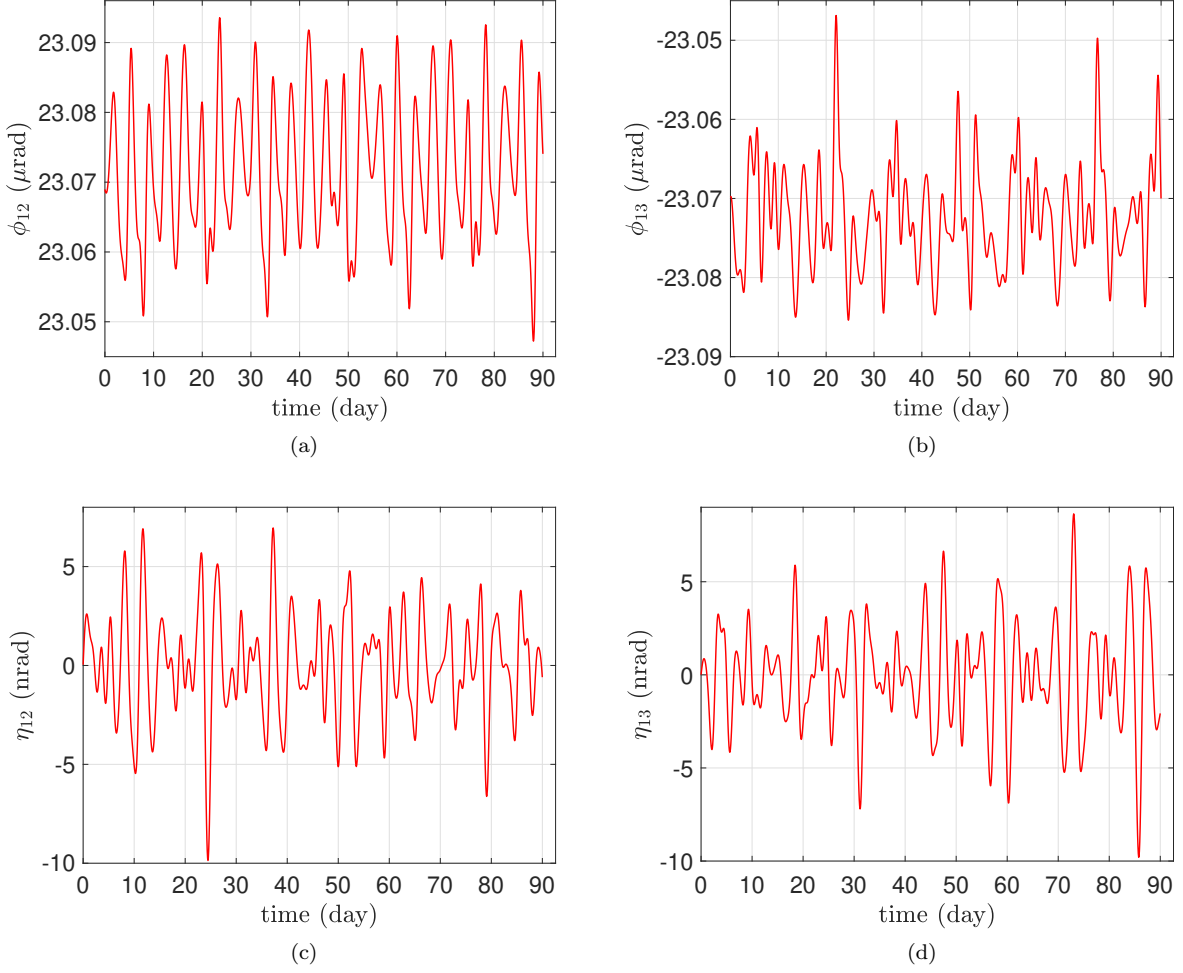 23.09
23.08
23.07
23.06
23.05
ϕ12 (μrad)
0 10 20 30 40 50 60 70 80 90
time (day)
(a)
-23.05
-23.06
-23.07
-23.08
-23.09
ϕ13 (μrad)
0 10 20 30 40 50 60 70 80 90
time (day)
(b)
5
0
-5
-10
η12 (nrad)
0 10 20 30 40 50 60 70 80 90
time (day)
(c)
5
0
-5
-10
η13 (nrad)
0 10 20 30 40 50 60 70 80 90
time (day)
(d)